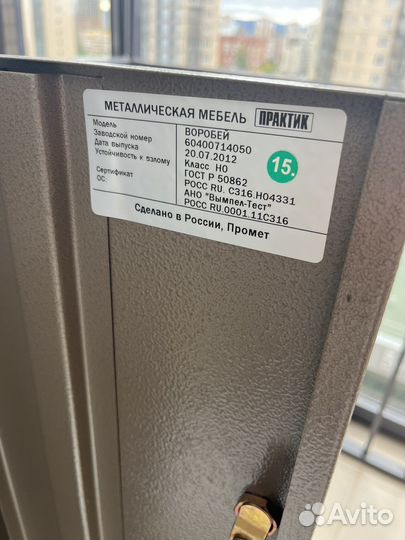 МЕТАЛЛИЧЕСКАЯ МЕБЕЛЬ ПРАКТИК
Модель ВОРОБЕЙ
Заводской номер 60400714050
Дата выпуска 20.07.2012
Устойчивость к взлому Класс Н0
ГОСТ Р 50862
Сертификат РОСС RU. С316.Н04331
ОС: АНО "Вымпел-Тест"
РОСС RU.0001.11С316
Сделано в России, Промет
15.
Avito